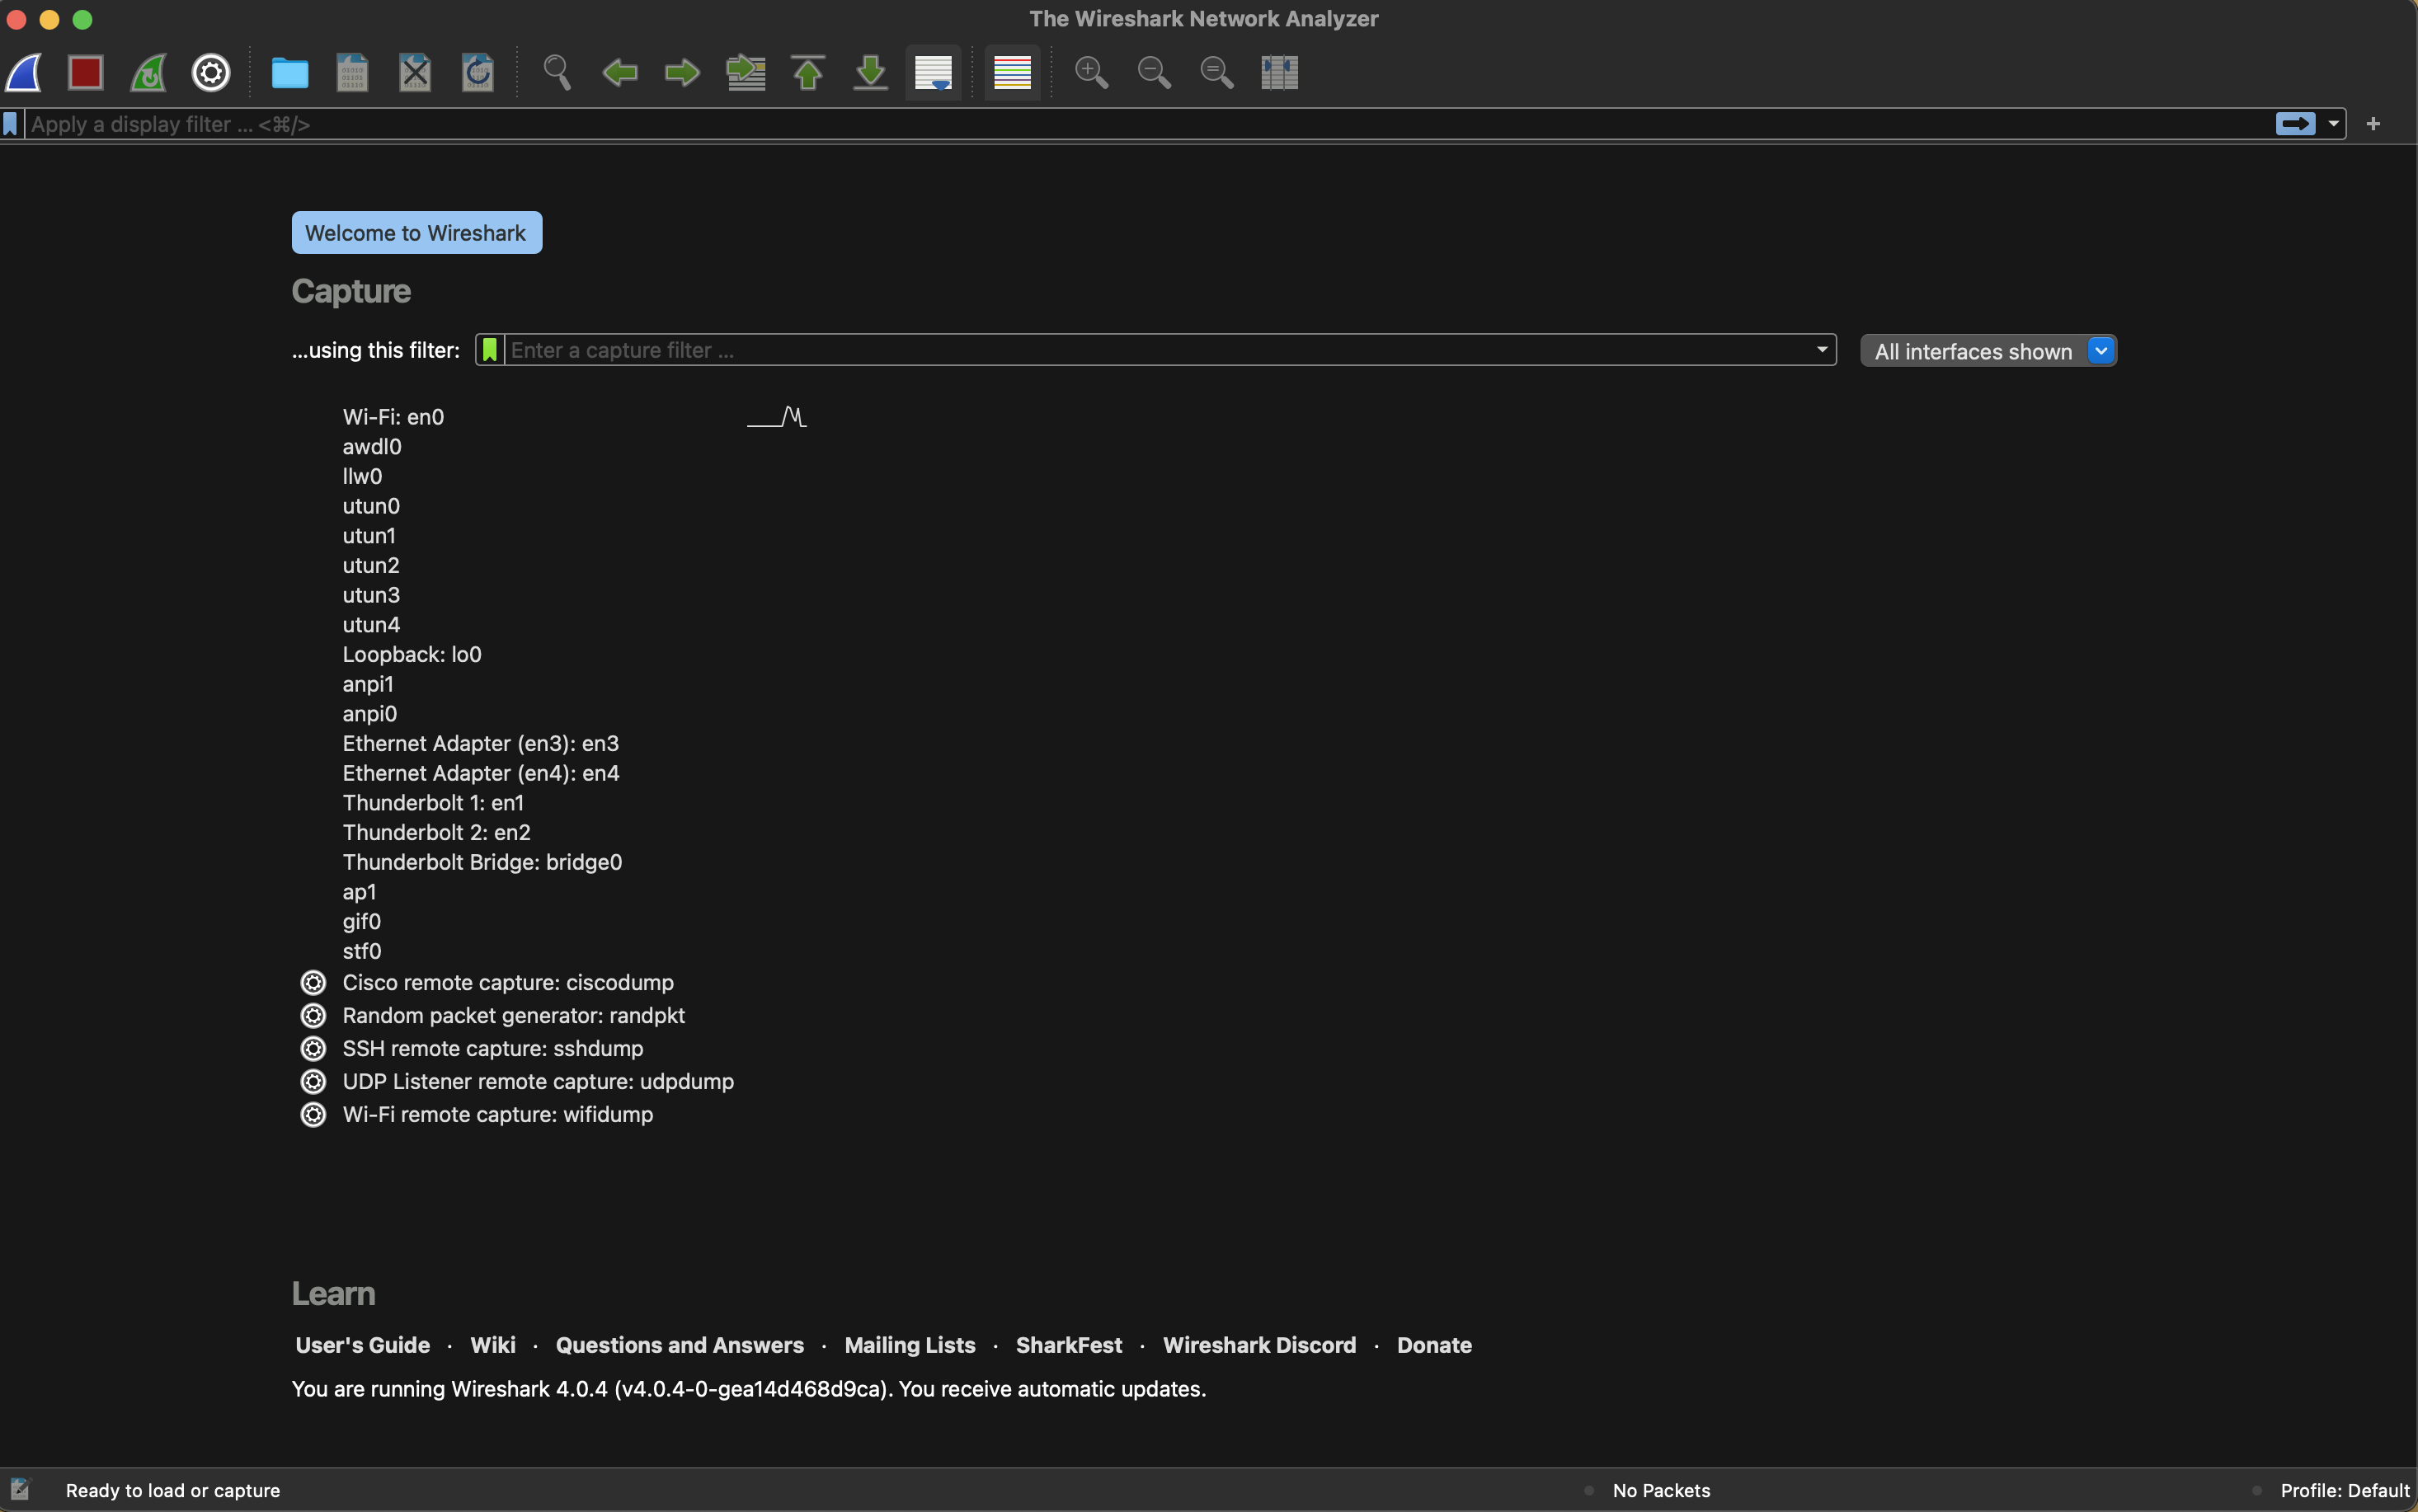 The Wireshark Network Analyzer
Apply a display filter ... <⌘/>
+
Welcome to Wireshark
Capture
...using this filter:
Enter a capture filter ...
All interfaces shown
Wi-Fi: en0
awdl0
llw0
utun0
utun1
utun2
utun3
utun4
Loopback: lo0
anpi1
anpi0
Ethernet Adapter (en3): en3
Ethernet Adapter (en4): en4
Thunderbolt 1: en1
Thunderbolt 2: en2
Thunderbolt Bridge: bridge0
ap1
gif0
stf0
Cisco remote capture: ciscodump
Random packet generator: randpkt
SSH remote capture: sshdump
UDP Listener remote capture: udpdump
Wi-Fi remote capture: wifidump
Learn
User's Guide · Wiki · Questions and Answers · Mailing Lists · SharkFest · Wireshark Discord · Donate
You are running Wireshark 4.0.4 (v4.0.4-0-gea14d468d9ca). You receive automatic updates.
Ready to load or capture
No Packets
Profile: Default